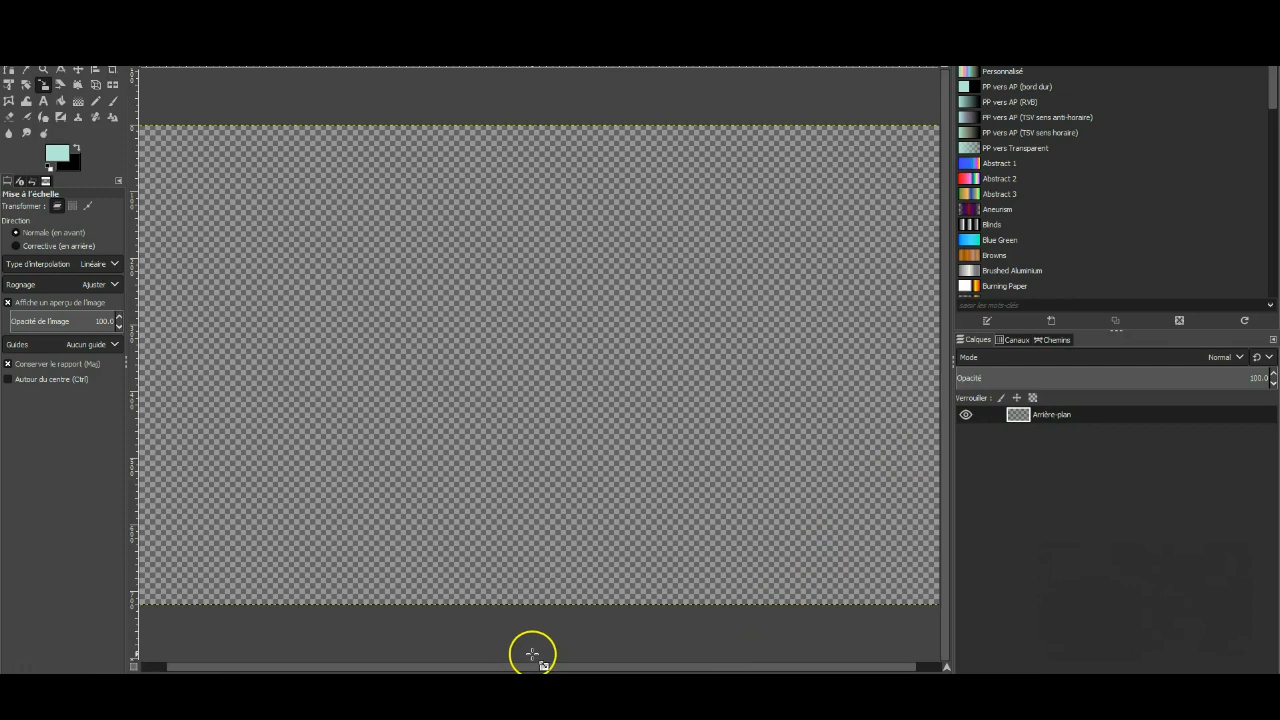 Mise à l'échelle
Transformer :
Direction
Normale (en avant)
Corrective (en arrière)
Type d'interpolation Linéaire
Rognage Ajuster
Affiche un aperçu de l'image
Opacité de l'image 100.0
Guides Aucun guide
Conserver le rapport (Maj)
Autour du centre (Ctrl)
Personnalisé
PP vers AP (bord dur)
PP vers AP (RVB)
PP vers AP (TSV sens anti-horaire)
PP vers AP (TSV sens horaire)
PP vers Transparent
Abstract 1
Abstract 2
Abstract 3
Aneurism
Blinds
Blue Green
Browns
Brushed Aluminium
Burning Paper
saisir les mots-clés
Calques Canaux Chemins
Mode Normal
Opacité 100.0
Verrouiller :
Arrière-plan